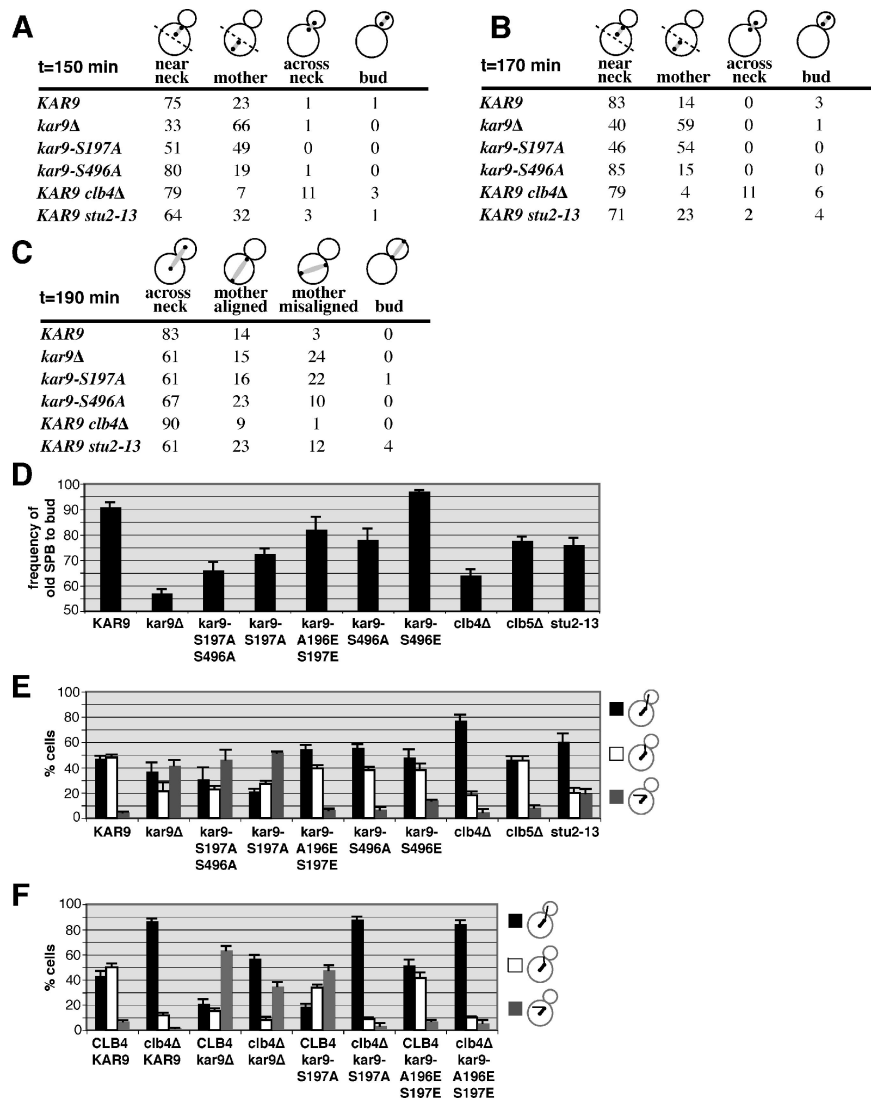 A
t=150 min near neck mother across neck bud
KAR9 75 23 1 1
kar9Δ 33 66 1 0
kar9-S197A 51 49 0 0
kar9-S496A 80 19 1 0
KAR9 clb4Δ 79 7 11 3
KAR9 stu2-13 64 32 3 1
B
t=170 min near neck mother across neck bud
KAR9 83 14 0 3
kar9Δ 40 59 0 1
kar9-S197A 46 54 0 0
kar9-S496A 85 15 0 0
KAR9 clb4Δ 79 4 11 6
KAR9 stu2-13 71 23 2 4
C
t=190 min across neck mother aligned mother misaligned bud
KAR9 83 14 3 0
kar9Δ 61 15 24 0
kar9-S197A 61 16 22 1
kar9-S496A 67 23 10 0
KAR9 clb4Δ 90 9 1 0
KAR9 stu2-13 61 23 12 4
D
frequency of old SPB to bud
100
90
80
70
60
50
KAR9 kar9Δ kar9-S197A S496A kar9-S197A kar9-A196E S197E kar9-S496A kar9-S496E clb4Δ clb5Δ stu2-13
E
% cells
100
80
60
40
20
0
KAR9 kar9Δ kar9-S197A S496A kar9-S197A kar9-A196E S197E kar9-S496A kar9-S496E clb4Δ clb5Δ stu2-13
F
% cells
100
80
60
40
20
0
CLB4 KAR9 clb4Δ KAR9 CLB4 kar9Δ clb4Δ kar9Δ CLB4 kar9-S197A clb4Δ kar9-S197A CLB4 kar9-A196E S197E clb4Δ kar9-A196E S197E